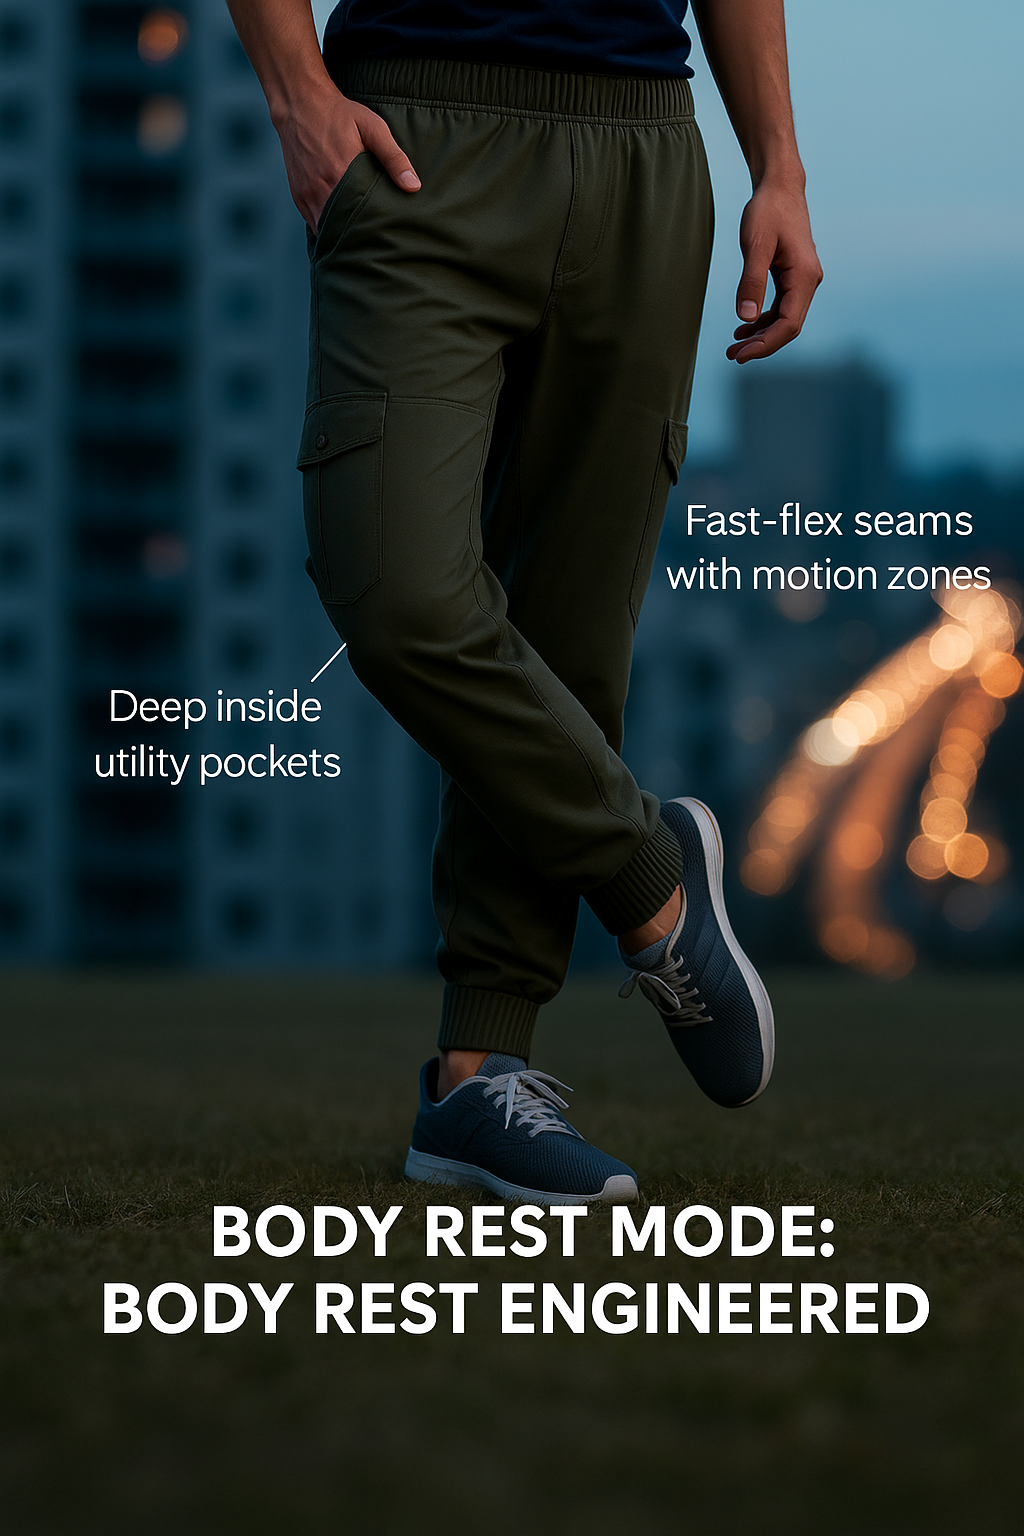 Fast-flex seams
with motion zones
Deep inside
utility pockets
BODY REST MODE:
BODY REST ENGINEERED